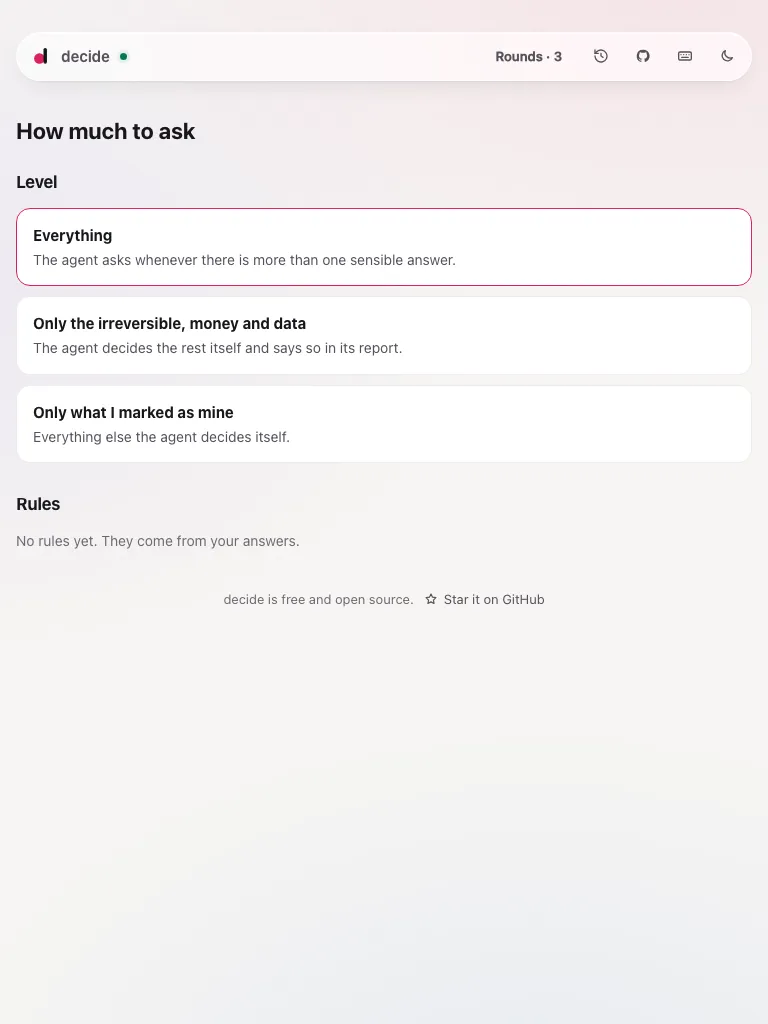 decide
Rounds · 3
How much to ask
Level
Everything
The agent asks whenever there is more than one sensible answer.
Only the irreversible, money and data
The agent decides the rest itself and says so in its report.
Only what I marked as mine
Everything else the agent decides itself.
Rules
No rules yet. They come from your answers.
decide is free and open source. Star it on GitHub